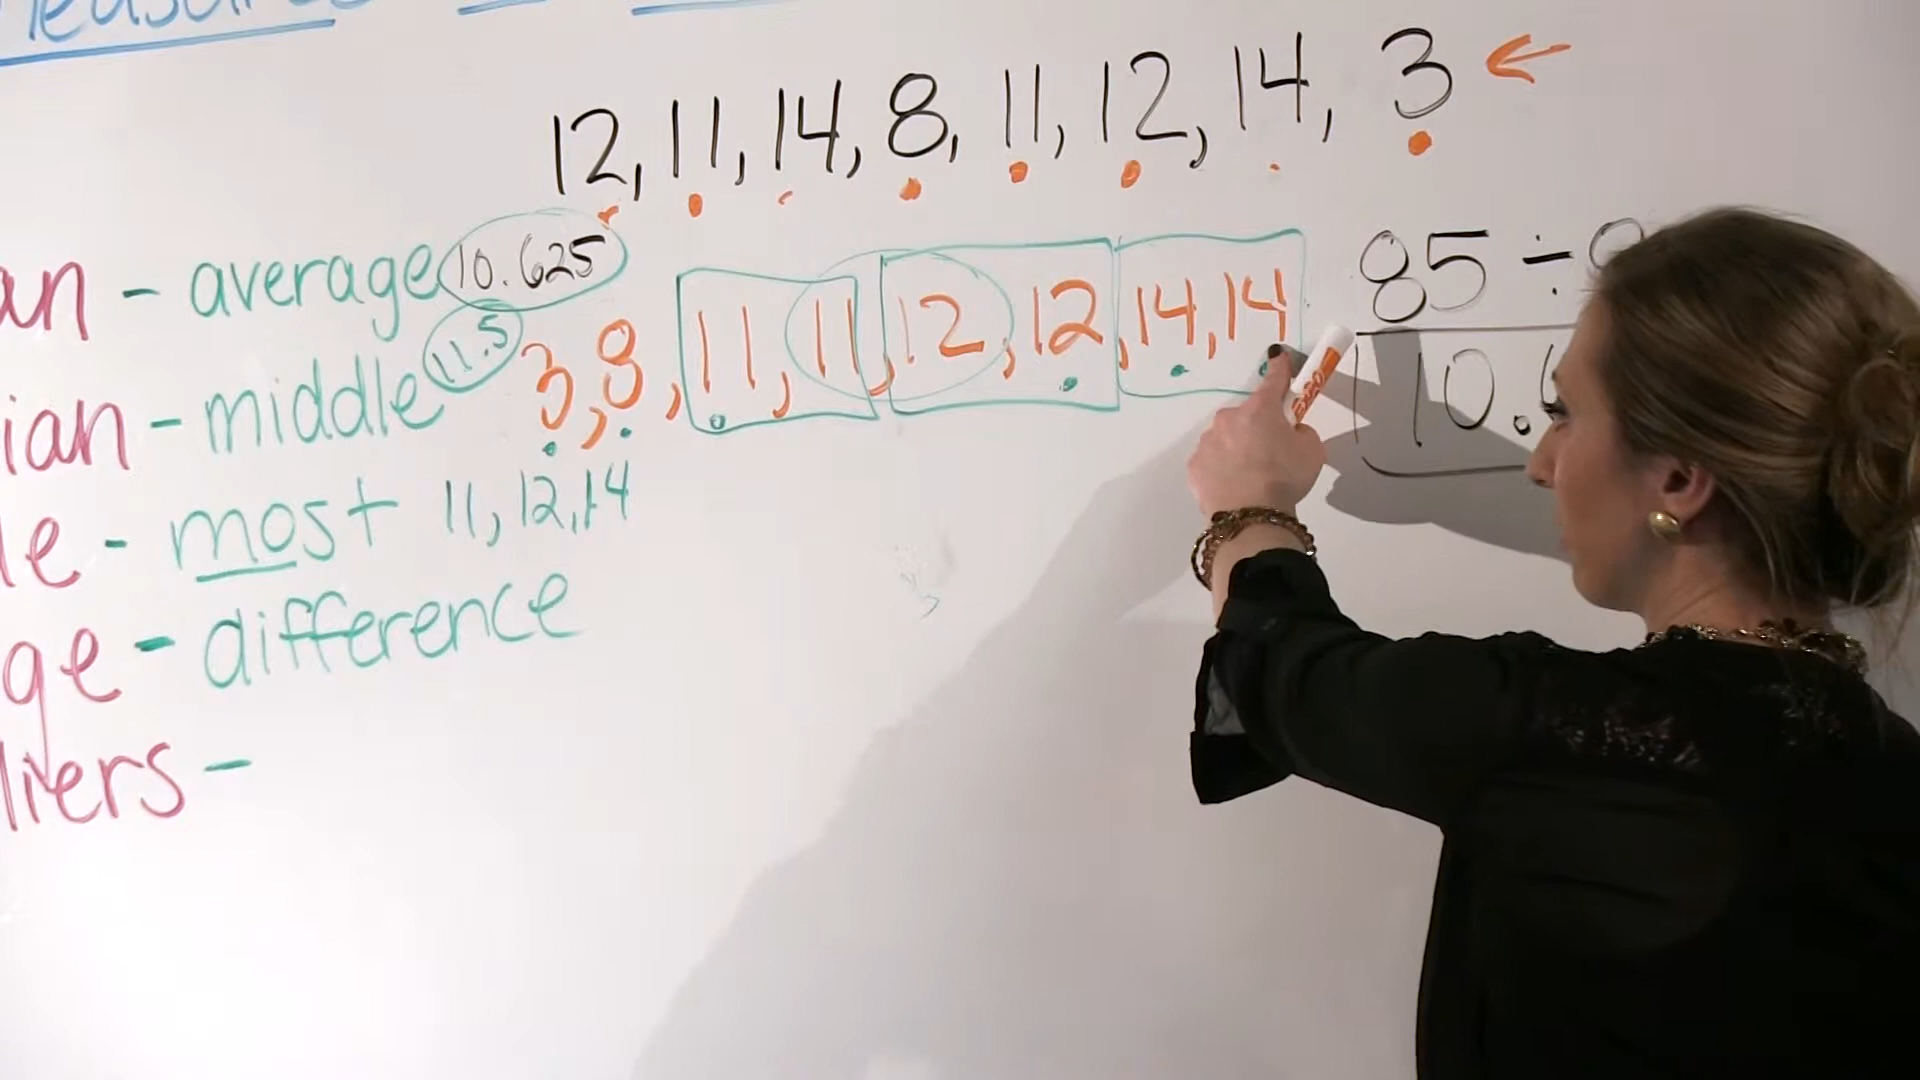 12, 11, 14, 8, 11, 12, 14, 3 ←
an - average 10.625
3, 8, 11, 11, 12, 12, 14, 14
85 ÷
10.
ian - middle 11.5
le - most 11, 12, 14
ge - difference
liers -
EXPO